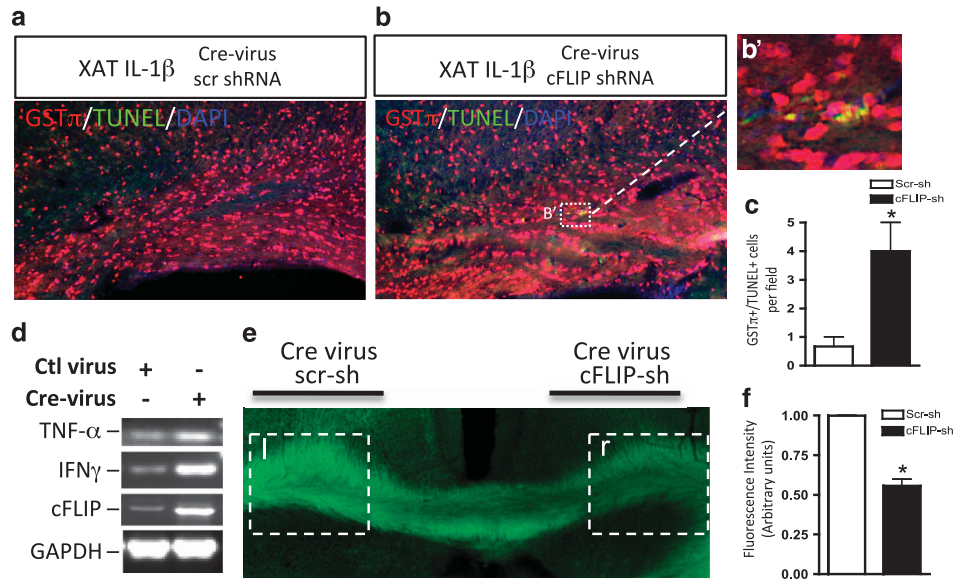 a
XAT IL-1β
Cre-virus
scr shRNA
GSTπ/TUNEL/DAPI
b
XAT IL-1β
Cre-virus
cFLIP shRNA
GSTπ/TUNEL/DAPI
B'
b'
c
Scr-sh
cFLIP-sh
GSTπ+/TUNEL+ cells
per field
5
4
3
2
1
0
*
d
Ctl virus + -
Cre-virus - +
TNF-α
IFNγ
cFLIP
GAPDH
e
Cre virus
scr-sh
Cre virus
cFLIP-sh
l
r
f
Scr-sh
cFLIP-sh
Fluorescence Intensity
(Arbitrary units)
1.00
0.75
0.50
0.25
0.00
*